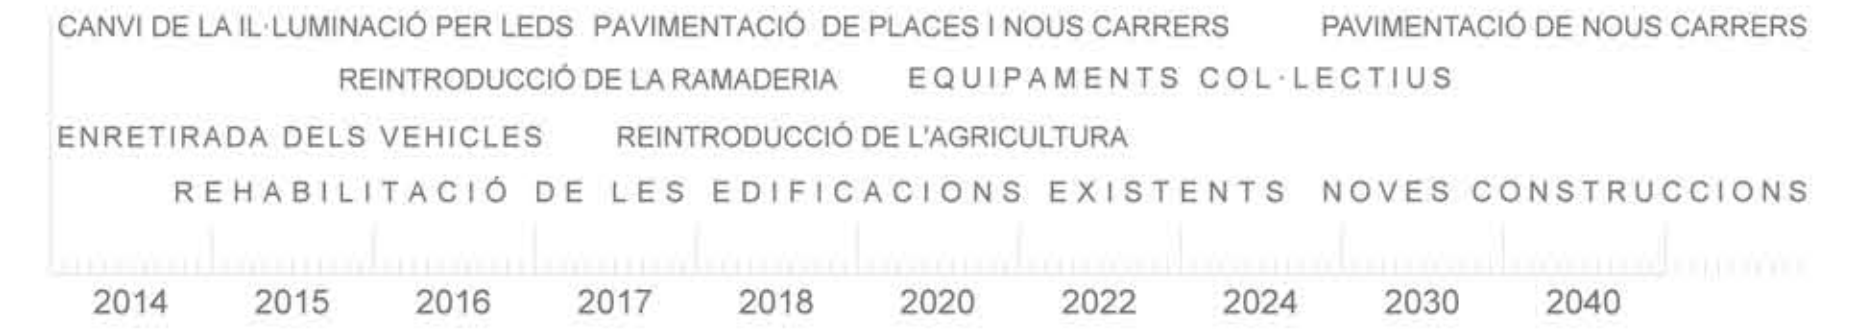 CANVI DE LA IL·LUMINACIÓ PER LEDS PAVIMENTACIÓ DE PLACES I NOUS CARRERS PAVIMENTACIÓ DE NOUS CARRERS
REINTRODUCCIÓ DE LA RAMADERIA EQUIPAMENTS COL·LECTIUS
ENRETIRADA DELS VEHICLES REINTRODUCCIÓ DE L'AGRICULTURA
REHABILITACIÓ DE LES EDIFICACIONS EXISTENTS NOVES CONSTRUCCIONS
2014 2015 2016 2017 2018 2020 2022 2024 2030 2040